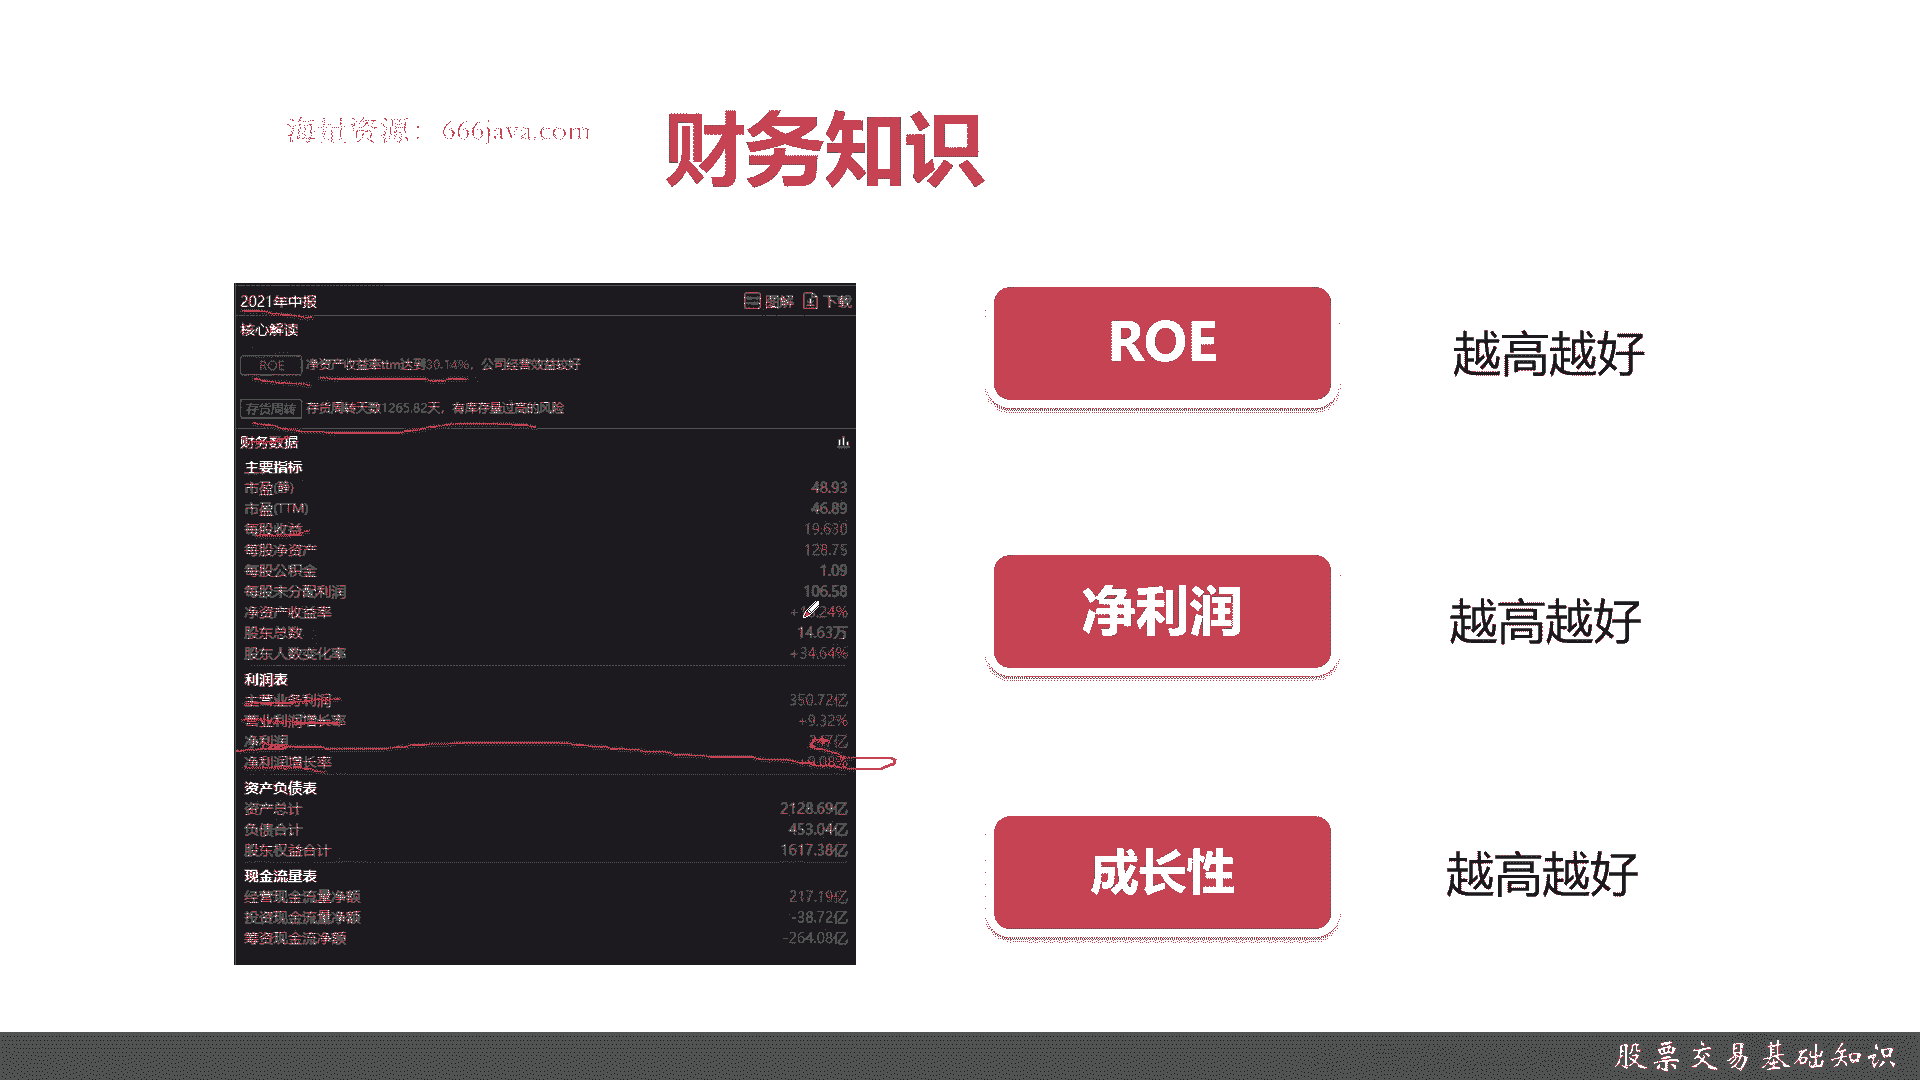 海量资源：666java.com
财务知识
2021年中报 图解 下载
核心解读
ROE 净资产收益率ttm达到30.14%，公司经营效益较好
存货周转 存货周转天数1265.82天，有库存量过高的风险
财务数据
主要指标
市盈(静) 48.93
市盈(TTM) 46.89
每股收益 19.630
每股净资产 128.75
每股公积金 1.09
每股未分配利润 106.58
净资产收益率
股东总数 14.63万
股东人数变化率 +34.64%
利润表
主营业务利润 350.72亿
营业利润增长率 +9.32%
净利润 247亿
净利润增长率 +9.08%
资产负债表
资产总计 2128.69亿
负债合计 453.04亿
股东权益合计 1617.38亿
现金流量表
经营现金流量净额 217.19亿
投资现金流量净额 -38.72亿
筹资现金流净额 -264.08亿
ROE 越高越好
净利润 越高越好
成长性 越高越好
股票交易基础知识